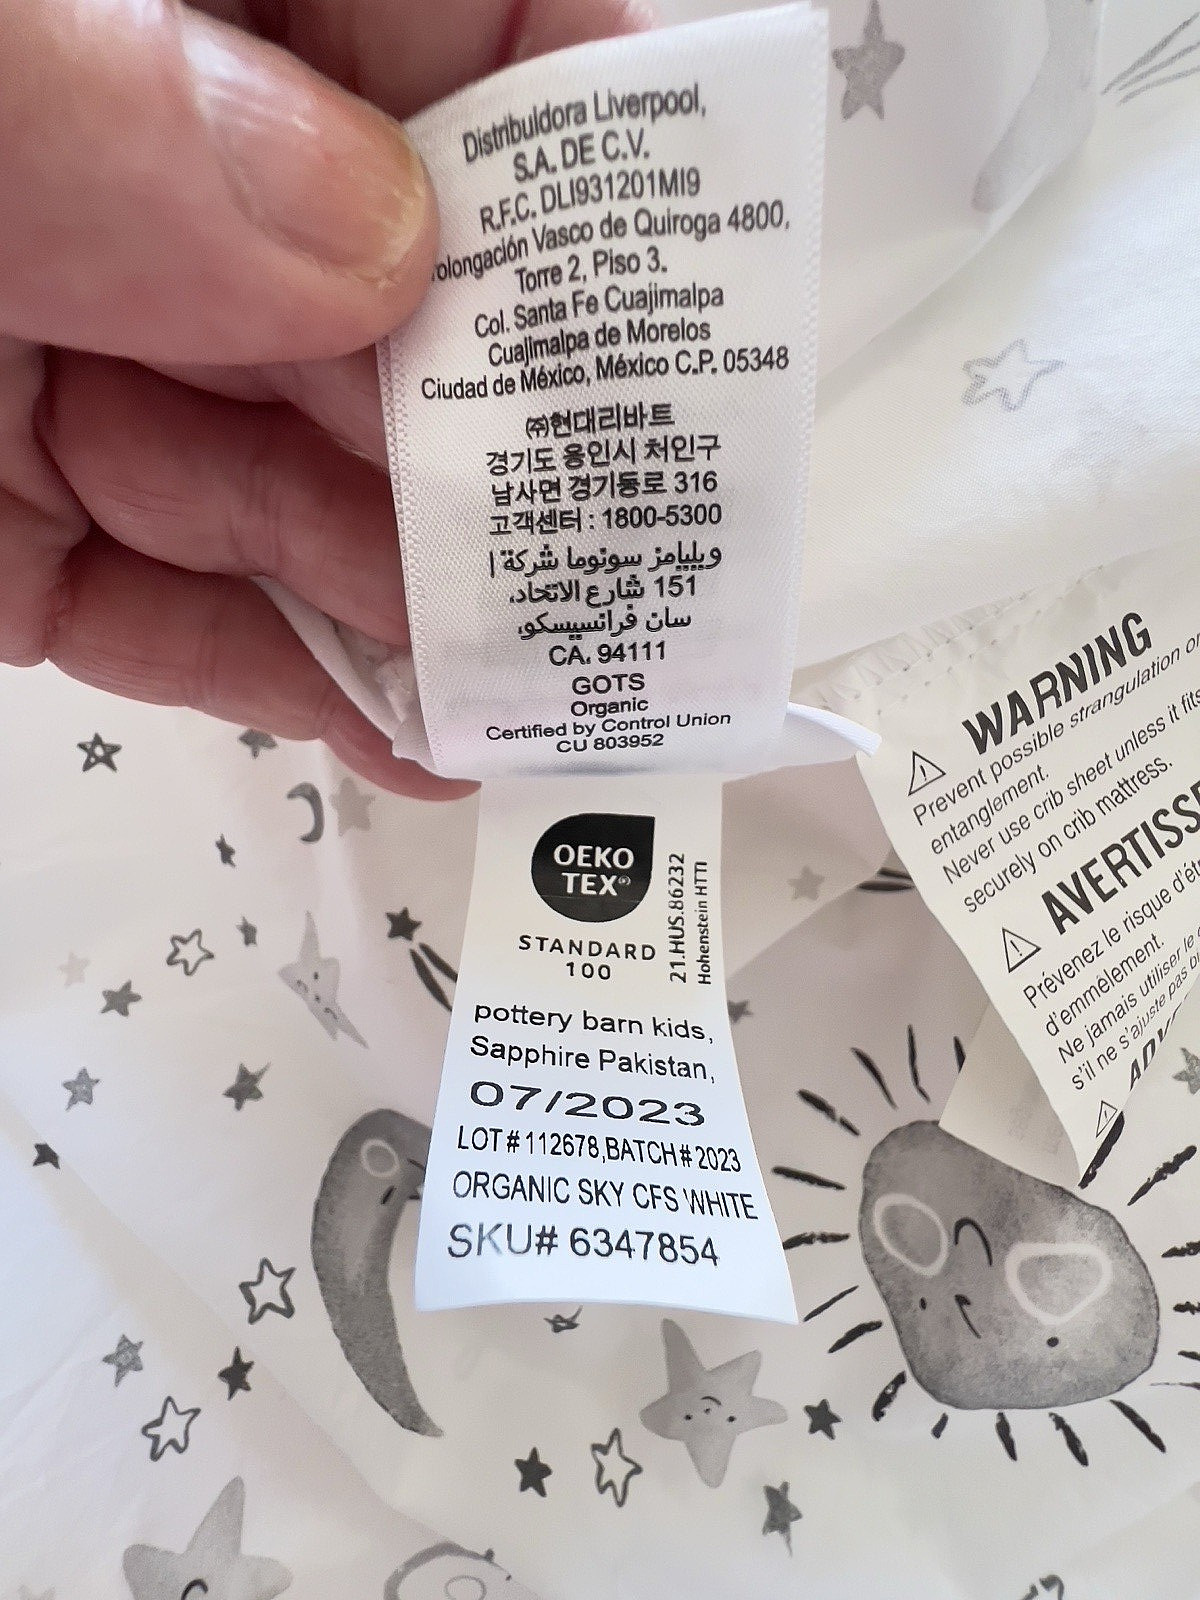 Distribuidora Liverpool,
S.A. DE C.V.
R.F.C. DLI931201MI9
rolongación Vasco de Quiroga 4800,
Torre 2, Piso 3.
Col. Santa Fe Cuajimalpa
Cuajimalpa de Morelos
Ciudad de México, México C.P. 05348
㈜현대리바트
경기도 용인시 처인구
남사면 경기동로 316
고객센터 : 1800-5300
ويليامز سونوما شركة |
151 شارع الاتحاد،
سان فرانسيسكو،
CA. 94111
GOTS
Organic
Certified by Control Union
CU 803952
OEKO
TEX®
STANDARD
100
21.HUS.86232
Hohenstein HTTI
pottery barn kids,
Sapphire Pakistan,
07/2023
LOT # 112678,BATCH # 2023
ORGANIC SKY CFS WHITE
SKU# 6347854
WARNING
Prevent possible strangulation or
entanglement.
Never use crib sheet unless it fits
securely on crib mattress.
AVERTISSE
Prévenez le risque d'étr
d'emmêlement.
Ne jamais utiliser le
s'il ne s'ajuste pas bi